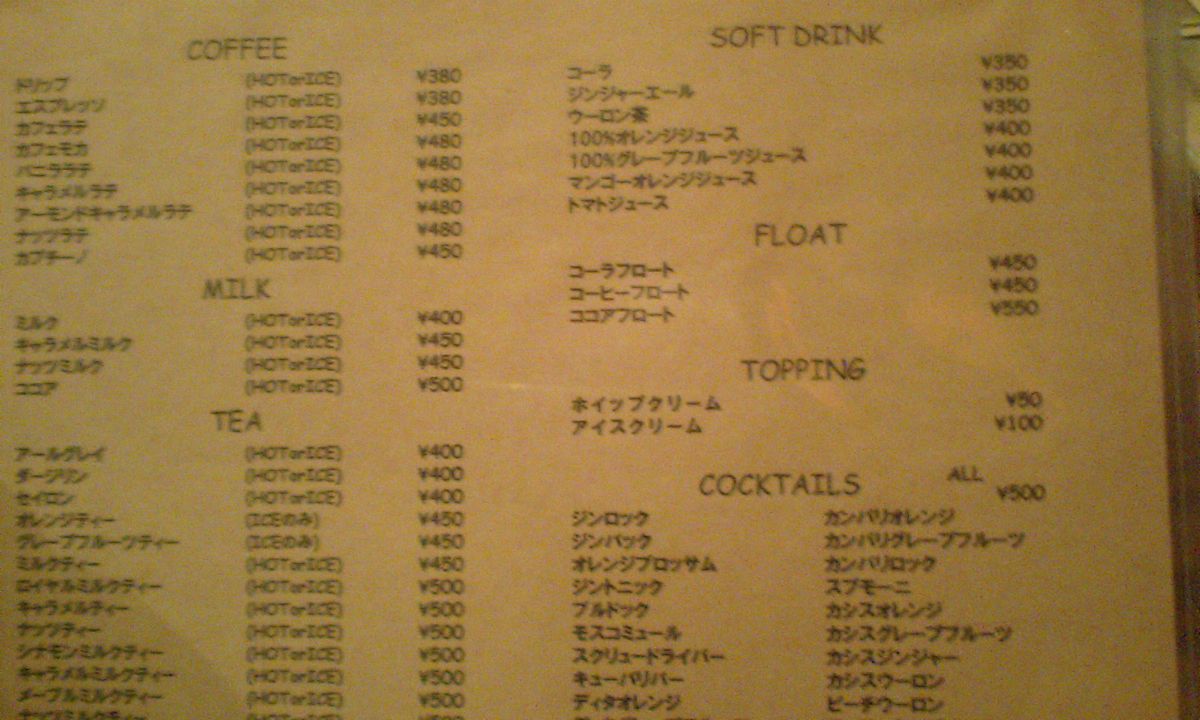 COFFEE
ドリップ (HOTorICE) ¥380
エスプレッソ (HOTorICE) ¥380
カフェラテ (HOTorICE) ¥450
カフェモカ (HOTorICE) ¥480
バニララテ (HOTorICE) ¥480
キャラメルラテ (HOTorICE) ¥480
アーモンドキャラメルラテ (HOTorICE) ¥480
ナッツラテ (HOTorICE) ¥480
カプチーノ (HOTorICE) ¥450
MILK
ミルク (HOTorICE) ¥400
キャラメルミルク (HOTorICE) ¥450
ナッツミルク (HOTorICE) ¥450
ココア (HOTorICE) ¥500
TEA
アールグレイ (HOTorICE) ¥400
ダージリン (HOTorICE) ¥400
セイロン (HOTorICE) ¥400
オレンジティー (ICEのみ) ¥450
グレープフルーツティー (ICEのみ) ¥450
ミルクティー (HOTorICE) ¥450
ロイヤルミルクティー (HOTorICE) ¥500
キャラメルティー (HOTorICE) ¥500
ナッツティー (HOTorICE) ¥500
シナモンミルクティー (HOTorICE) ¥500
キャラメルミルクティー (HOTorICE) ¥500
メープルミルクティー (HOTorICE) ¥500
ナッツミルクティー (HOTorICE)
SOFT DRINK
コーラ ¥350
ジンジャーエール ¥350
ウーロン茶 ¥350
100%オレンジジュース ¥400
100%グレープフルーツジュース ¥400
マンゴーオレンジジュース ¥400
トマトジュース ¥400
FLOAT
コーラフロート ¥450
コーヒーフロート ¥450
ココアフロート ¥550
TOPPING
ホイップクリーム ¥50
アイスクリーム ¥100
COCKTAILS ALL ¥500
ジンロック カンパリオレンジ
ジンバック カンパリグレープフルーツ
オレンジブロッサム カンパリロック
ジントニック スプモーニ
ブルドック カシスオレンジ
モスコミュール カシスグレープフルーツ
スクリュードライバー カシスジンジャー
キューバリバー カシスウーロン
ディタオレンジ ピーチウーロン